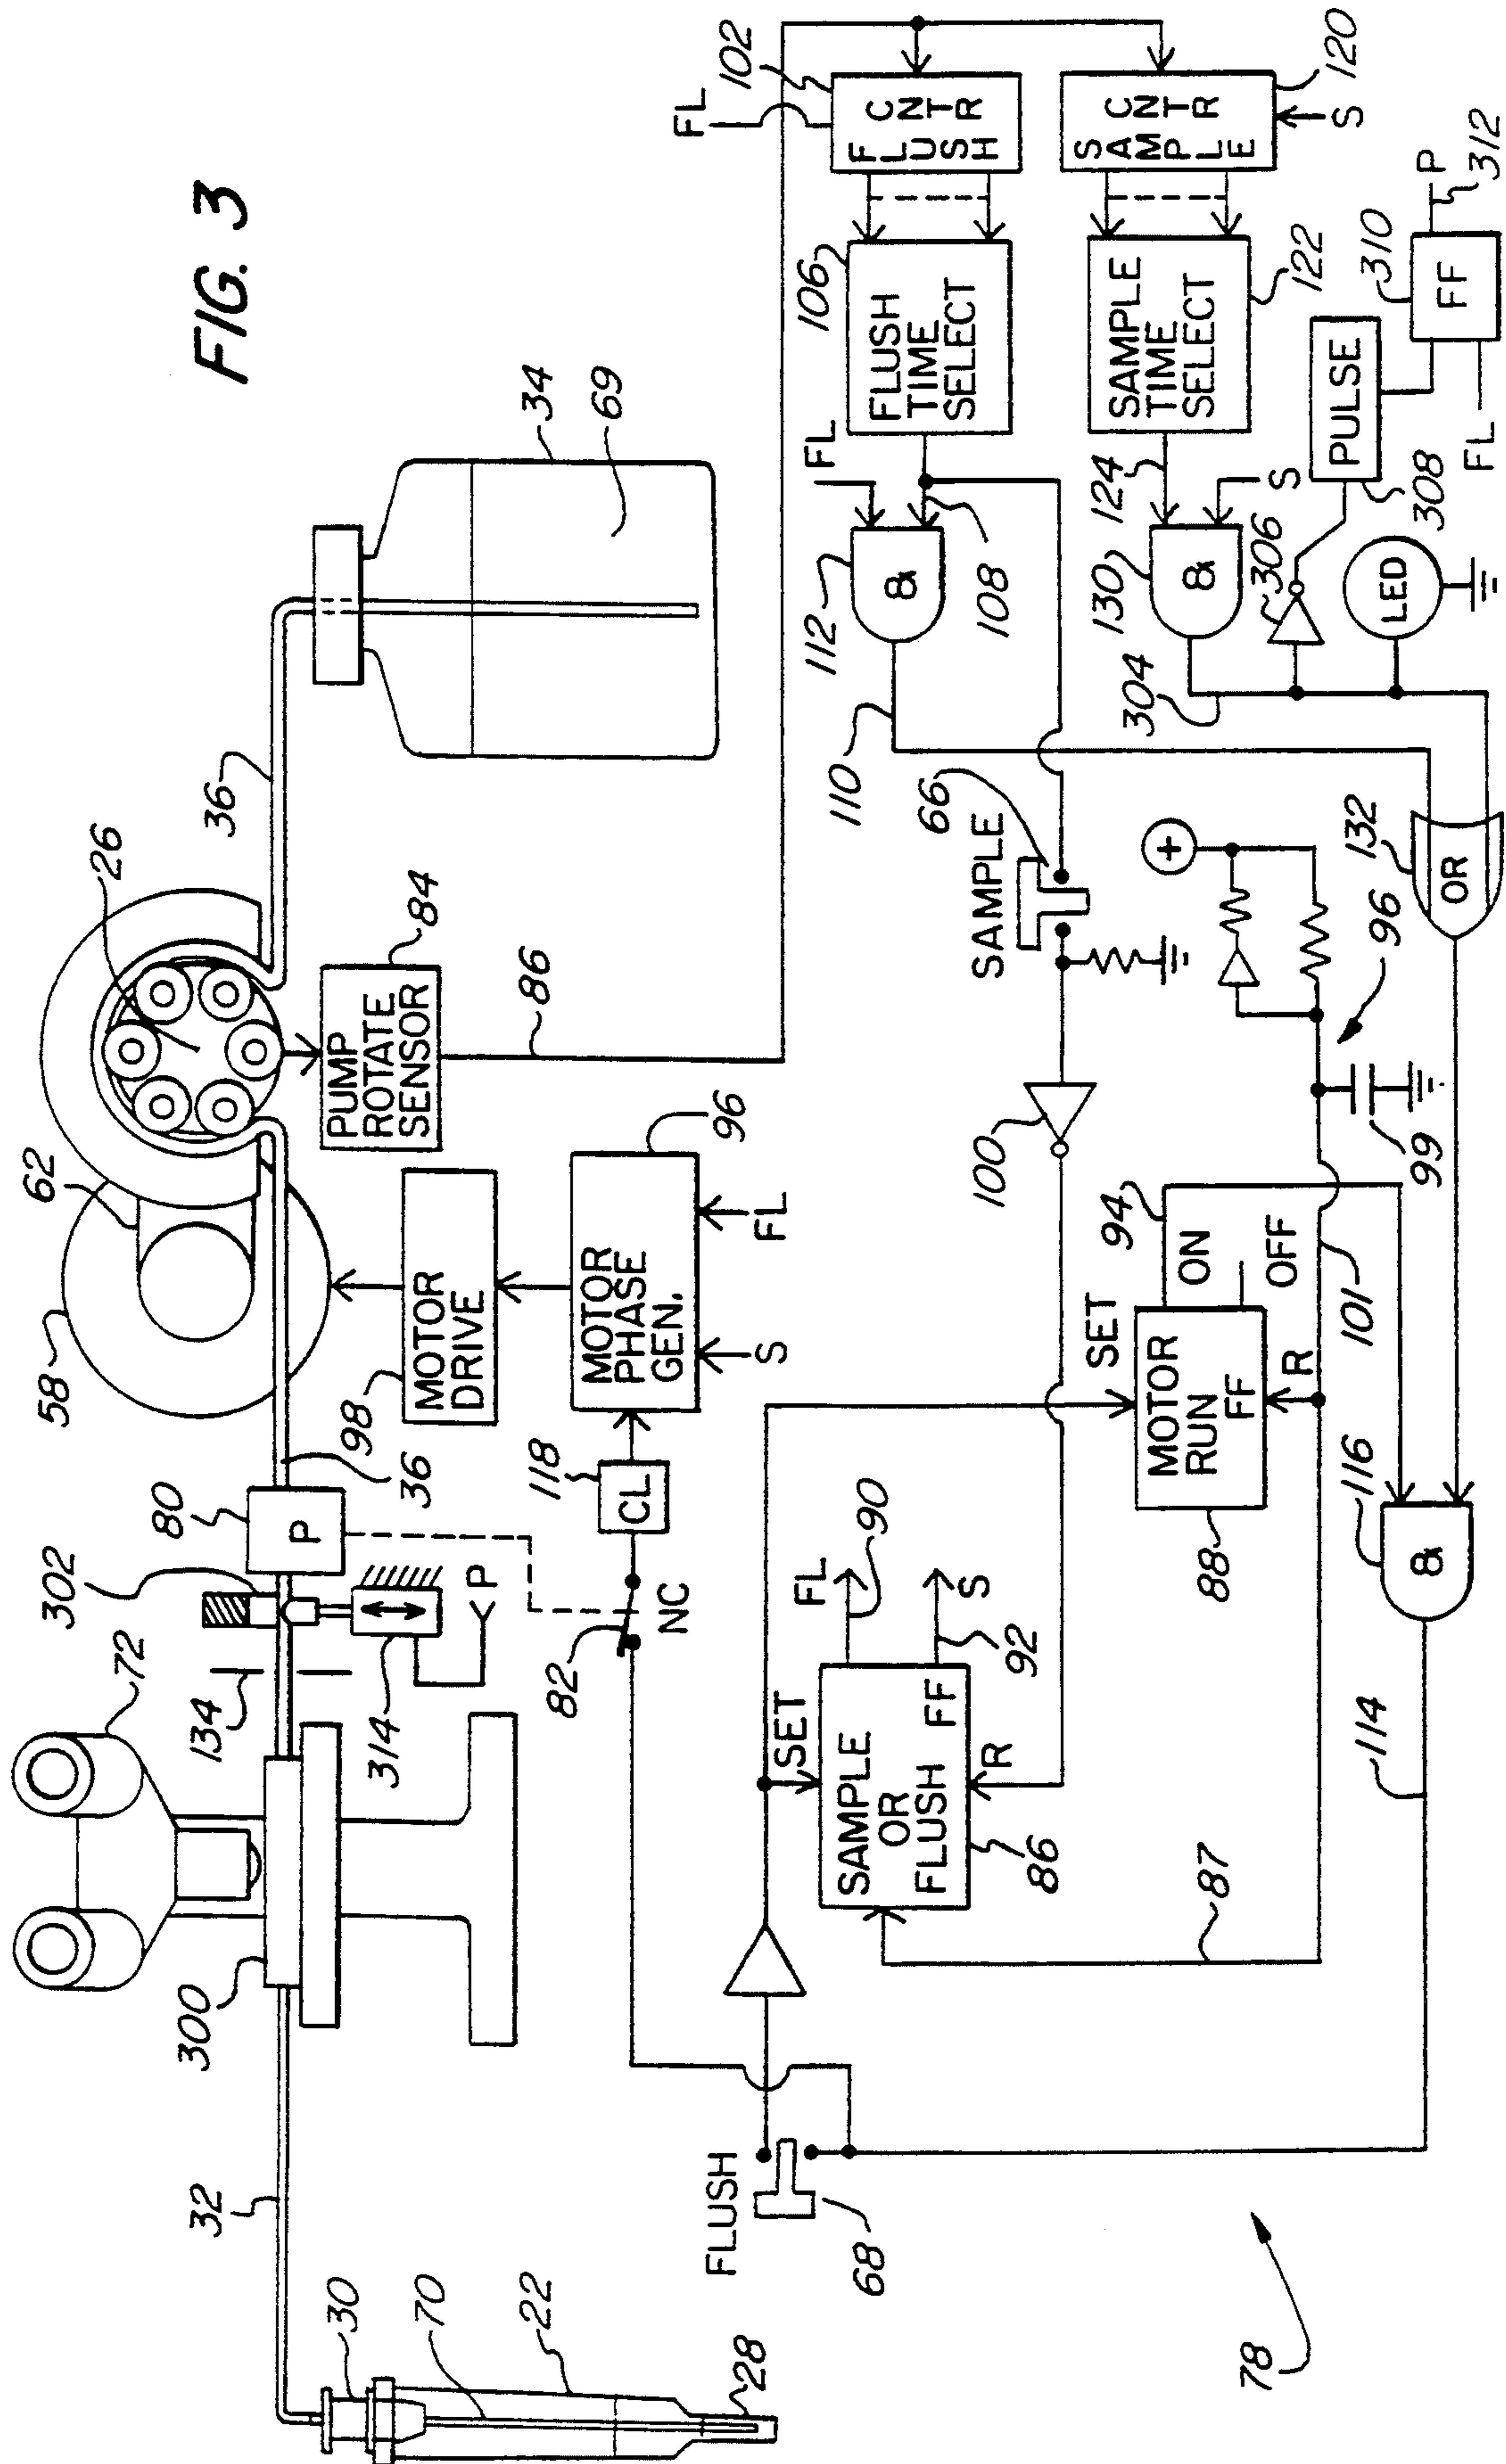 FIG. 3
72
302
80
58
62
26
36
34
134
P
300
32
314
P
36
69
30
70
22
28
98
MOTOR
DRIVE
PUMP
ROTATE
SENSOR
84
86
82
NC
118
CL
MOTOR
PHASE
GEN.
96
S
FL
FLUSH
68
SET
SAMPLE
OR
FLUSH FF
R
86
87
FL
90
S
92
100
SAMPLE
66
110
112
&
FL
108
106
FLUSH
TIME
SELECT
FL
102
FLUSH
CNTR
SAMPLE
CNTR
120
S
SAMPLE
TIME
SELECT
122
124
130
&
S
304
306
PULSE
308
LED
FF
310
P
312
FL
SET
MOTOR
RUN
FF
88
R
94
ON
OFF
101
99
96
+
132
OR
116
&
114
78